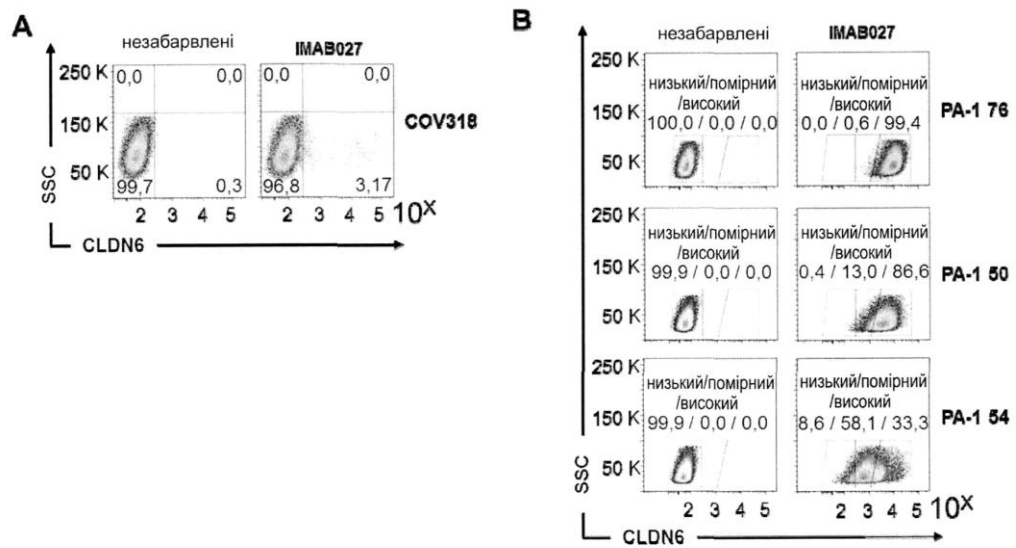 A
незабарвлені
IMAB027
250 K
0,0
0,0
0,0
0,0
150 K
COV318
50 K
99,7
0,3
96,8
3,17
SSC
2 3 4 5
2 3 4 5
10x
CLDN6
B
незабарвлені
IMAB027
250 K
низький/помірний
/високий
низький/помірний
/високий
150 K
100,0 / 0,0 / 0,0
0,0 / 0,6 / 99,4
PA-1 76
50 K
250 K
низький/помірний
/високий
низький/помірний
/високий
150 K
99,9 / 0,0 / 0,0
0,4 / 13,0 / 86,6
PA-1 50
50 K
250 K
низький/помірний
/високий
низький/помірний
/високий
150 K
99,9 / 0,0 / 0,0
8,6 / 58,1 / 33,3
PA-1 54
50 K
SSC
2 3 4 5
2 3 4 5
10x
CLDN6